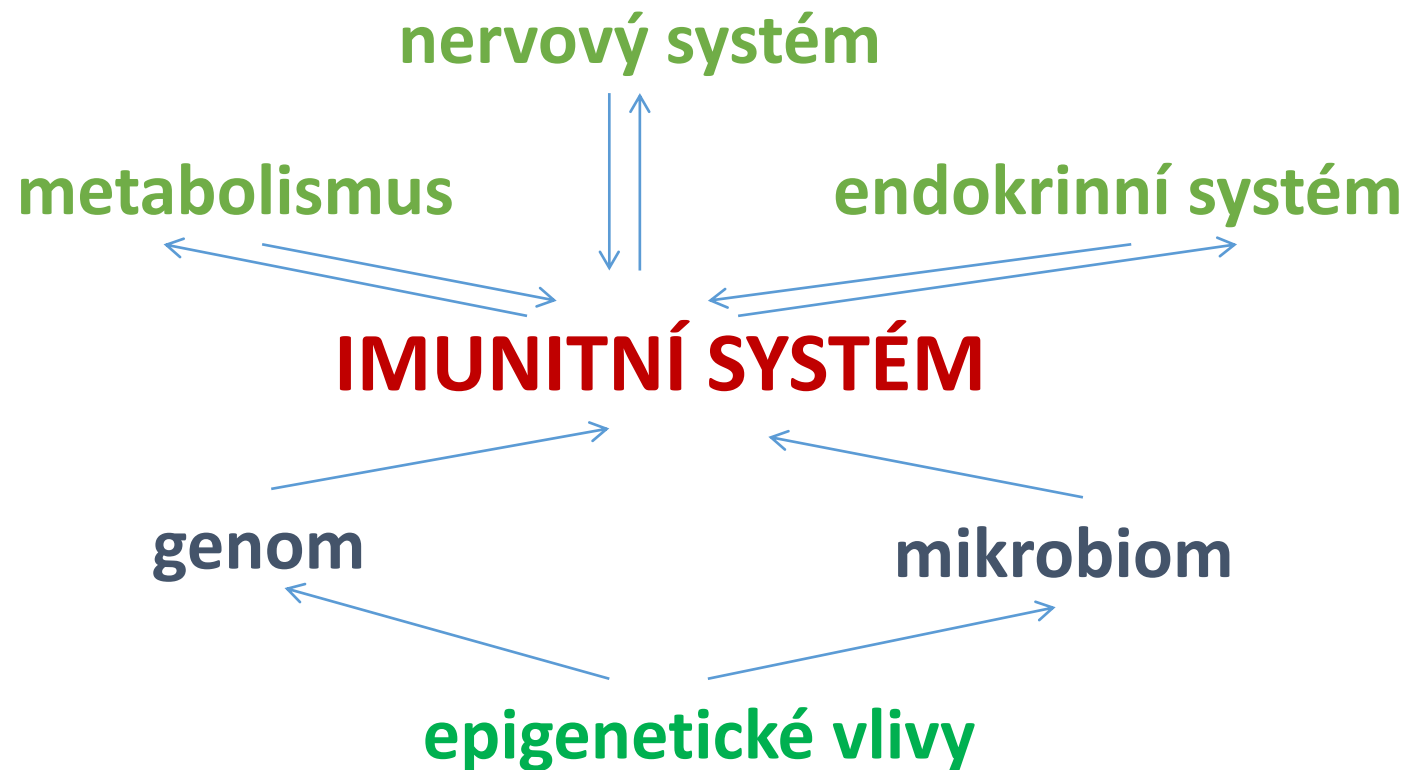 nervový systém
metabolismus
endokrinní systém
IMUNITNÍ SYSTÉM
genom
mikrobiom
epigenetické vlivy